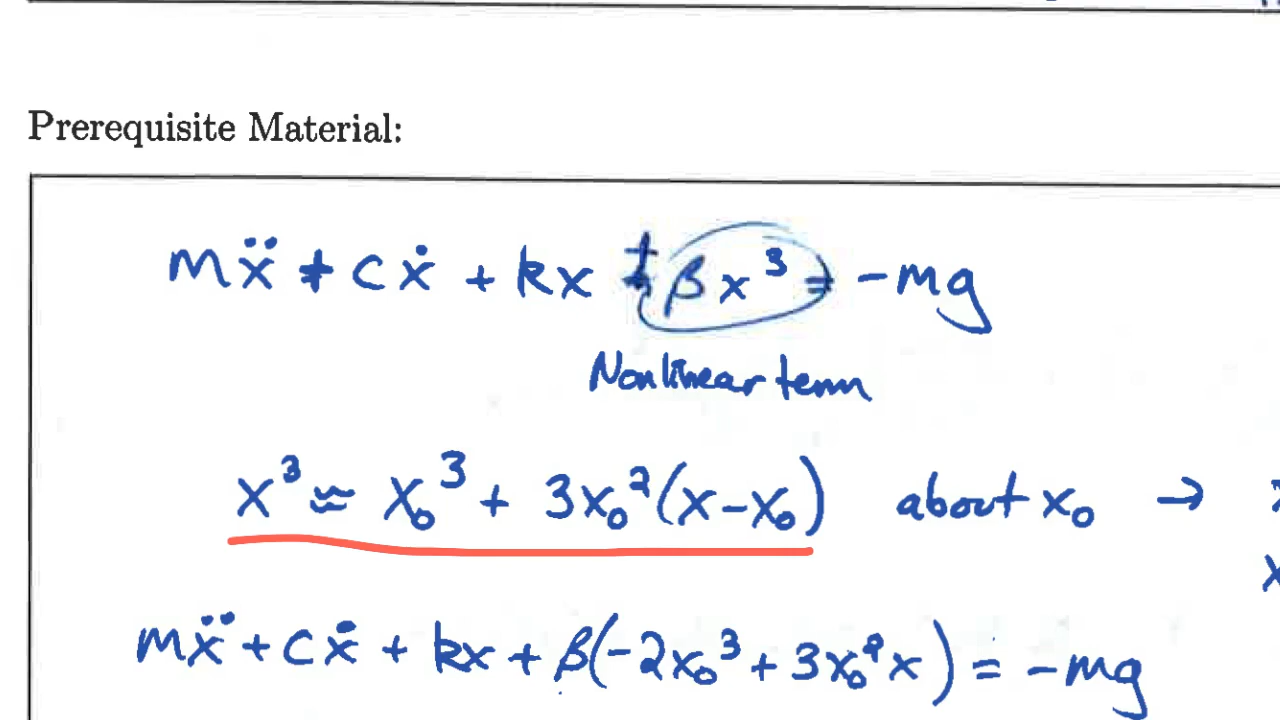 Prerequisite Material:
mẍ + cẋ + kx + βx³ = -mg
Nonlinear term
x³ ≈ x₀³ + 3x₀²(x-x₀) about x₀ →
mẍ + cẋ + kx + β(-2x₀³ + 3x₀²x) = -mg